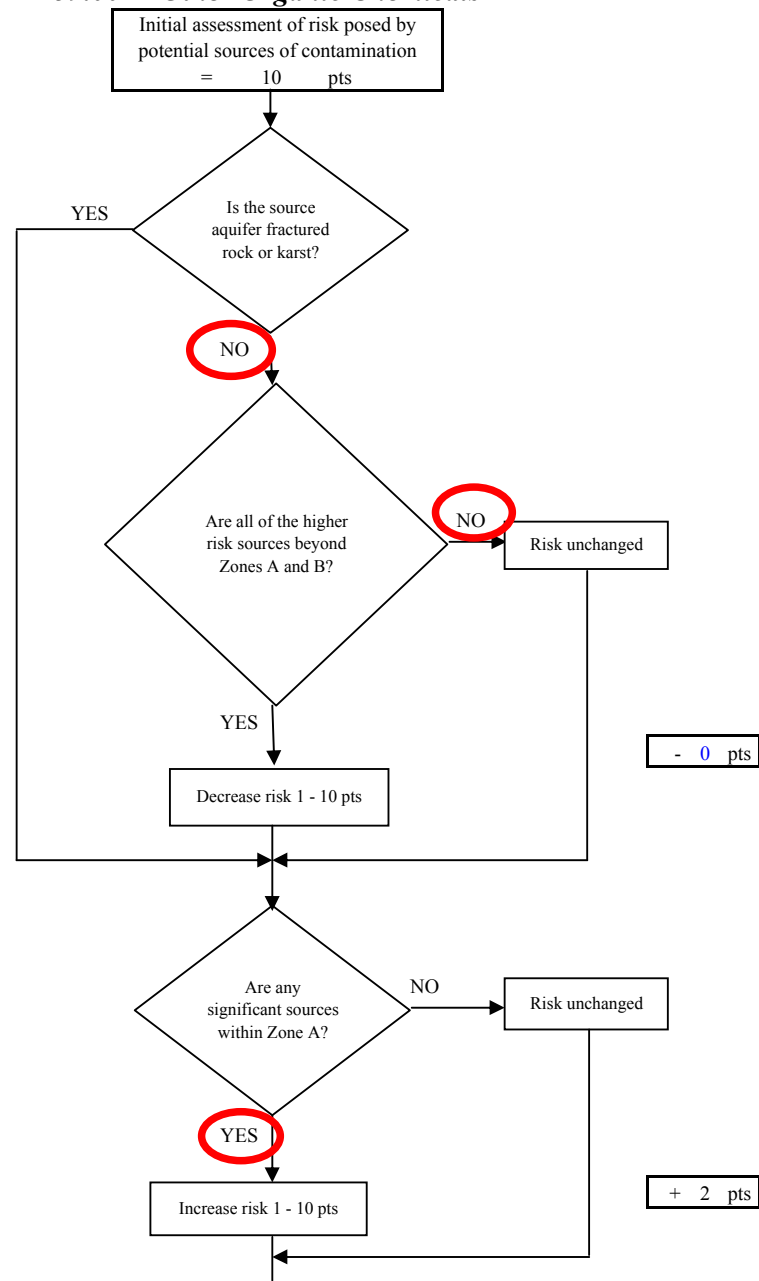 Initial assessment of risk posed by
potential sources of contamination
= 10 pts
YES
Is the source
aquifer fractured
rock or karst?
NO
Are all of the higher
risk sources beyond
Zones A and B?
NO
Risk unchanged
YES
- 0 pts
Decrease risk 1 - 10 pts
Are any
significant sources
within Zone A?
NO
Risk unchanged
YES
+ 2 pts
Increase risk 1 - 10 pts